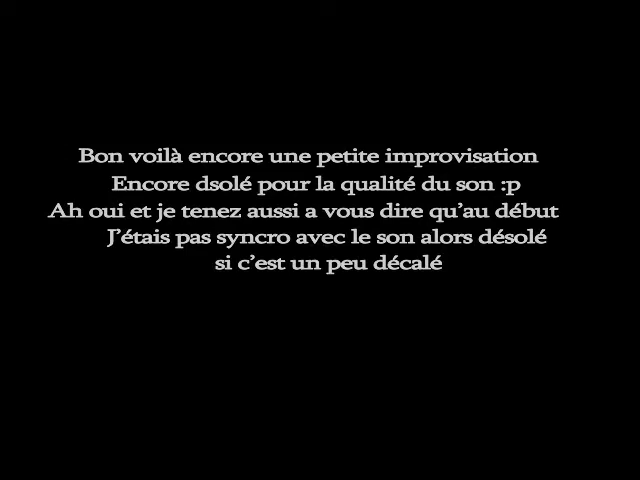 Bon voilà encore une petite improvisation
Encore dsolé pour la qualité du son :p
Ah oui et je tenez aussi a vous dire qu'au début
J'étais pas syncro avec le son alors désolé
si c'est un peu décalé